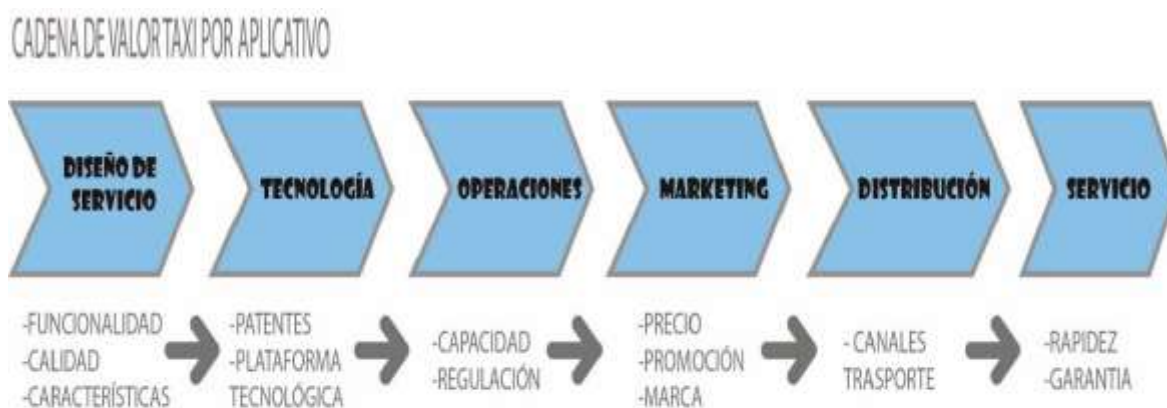 CADENA DE VALOR TAXI POR APLICATIVO
DISEÑO DE
SERVICIO
TECNOLOGÍA
OPERACIONES
MARKETING
DISTRIBUCIÓN
SERVICIO
-FUNCIONALIDAD
-CALIDAD
-CARACTERÍSTICAS
-PATENTES
-PLATAFORMA
TECNOLÓGICA
-CAPACIDAD
-REGULACIÓN
-PRECIO
-PROMOCIÓN
-MARCA
- CANALES
TRASPORTE
-RAPIDEZ
-GARANTIA